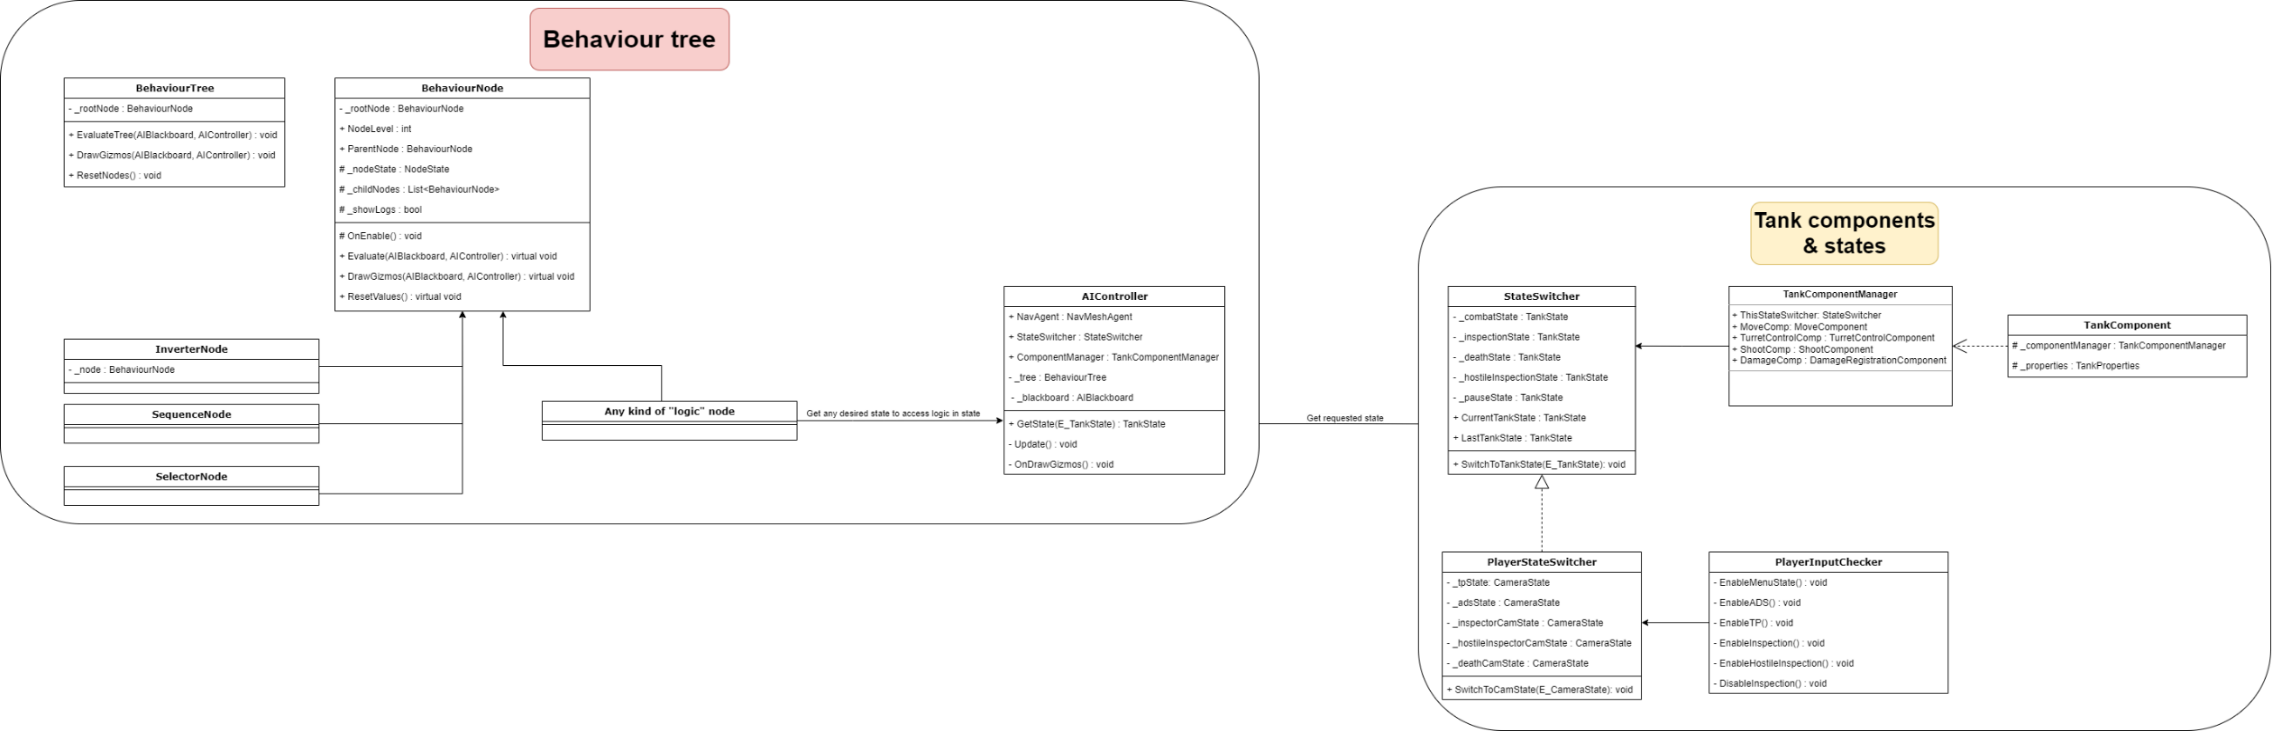 Behaviour tree
BehaviourTree
- _rootNode : BehaviourNode
+ EvaluateTree(AIBlackboard, AIController) : void
+ DrawGizmos(AIBlackboard, AIController) : void
+ ResetNodes() : void
BehaviourNode
- _rootNode : BehaviourNode
+ NodeLevel : int
+ ParentNode : BehaviourNode
# _nodeState : NodeState
# _childNodes : List<BehaviourNode>
# _showLogs : bool
# OnEnable() : void
+ Evaluate(AIBlackboard, AIController) : virtual void
+ DrawGizmos(AIBlackboard, AIController) : virtual void
+ ResetValues() : virtual void
InverterNode
- _node : BehaviourNode
SequenceNode
SelectorNode
Any kind of "logic" node
Get any desired state to access logic in state
AIController
+ NavAgent : NavMeshAgent
+ StateSwitcher : StateSwitcher
+ ComponentManager : TankComponentManager
- _tree : BehaviourTree
- _blackboard : AIBlackboard
+ GetState(E_TankState) : TankState
- Update() : void
- OnDrawGizmos() : void
Get requested state
Tank components
& states
StateSwitcher
- _combatState : TankState
- _inspectionState : TankState
- _deathState : TankState
- _hostileInspectionState : TankState
- _pauseState : TankState
+ CurrentTankState : TankState
+ LastTankState : TankState
+ SwitchToTankState(E_TankState): void
TankComponentManager
+ ThisStateSwitcher: StateSwitcher
+ MoveComp: MoveComponent
+ TurretControlComp : TurretControlComponent
+ ShootComp : ShootComponent
+ DamageComp : DamageRegistrationComponent
TankComponent
# _componentManager : TankComponentManager
# _properties : TankProperties
PlayerStateSwitcher
- _tpState: CameraState
- _adsState : CameraState
- _inspectorCamState : CameraState
- _hostileInspectorCamState : CameraState
- _deathCamState : CameraState
+ SwitchToCamState(E_CameraState): void
PlayerInputChecker
- EnableMenuState() : void
- EnableADS() : void
- EnableTP() : void
- EnableInspection() : void
- EnableHostileInspection() : void
- DisableInspection() : void